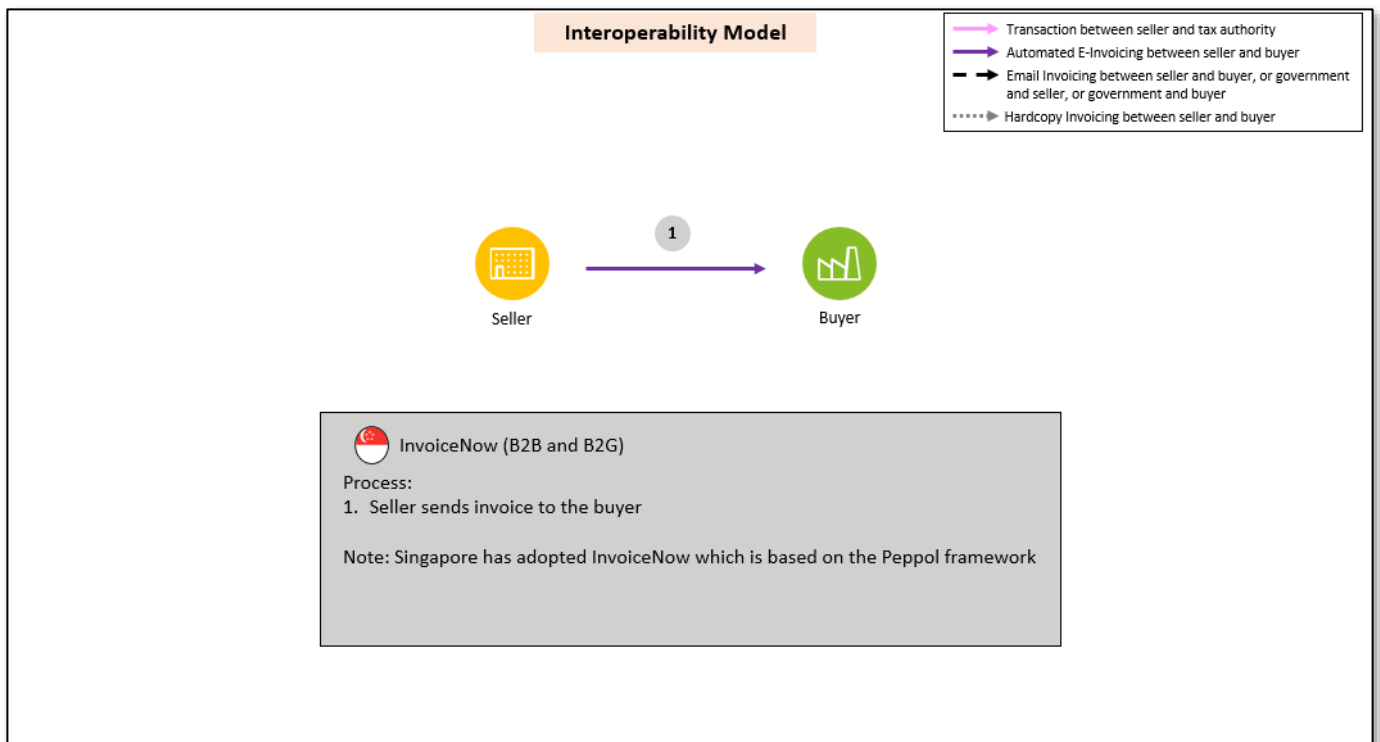 Interoperability Model
Transaction between seller and tax authority
Automated E-Invoicing between seller and buyer
Email Invoicing between seller and buyer, or government
and seller, or government and buyer
Hardcopy Invoicing between seller and buyer
1
Seller
Buyer
InvoiceNow (B2B and B2G)
Process:
1. Seller sends invoice to the buyer
Note: Singapore has adopted InvoiceNow which is based on the Peppol framework